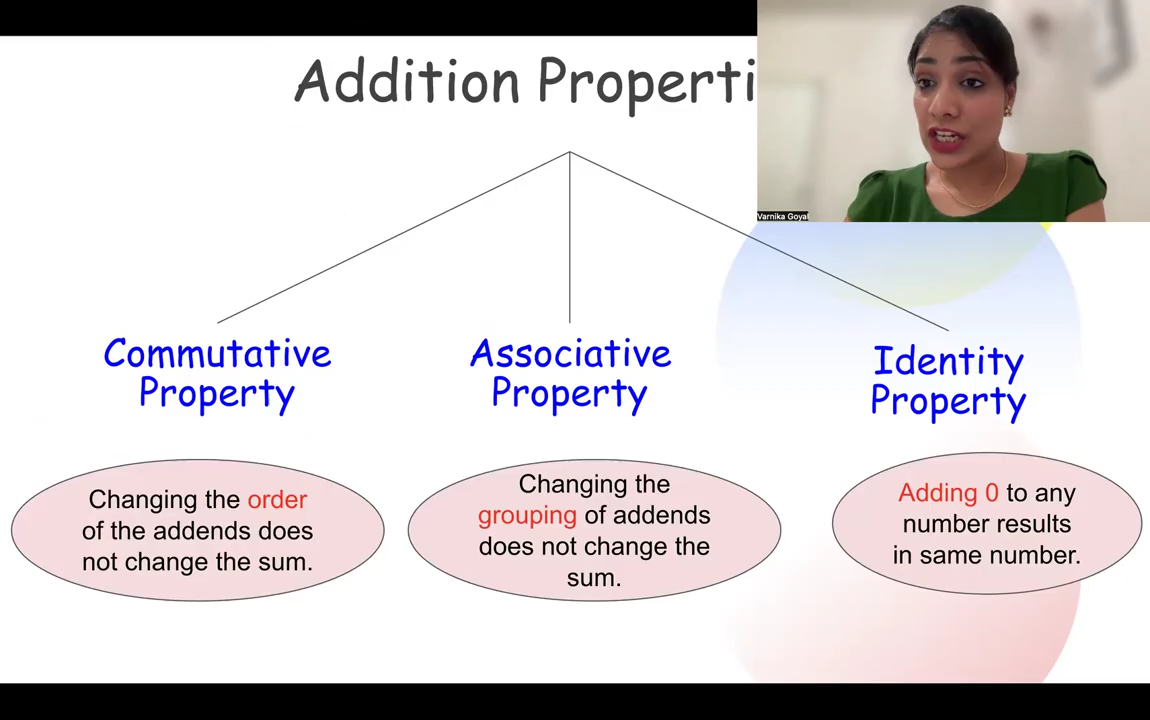 Addition Properti
Varnika Goyal
Commutative
Property
Associative
Property
Identity
Property
Changing the order
of the addends does
not change the sum.
Changing the
grouping of addends
does not change the
sum.
Adding 0 to any
number results
in same number.